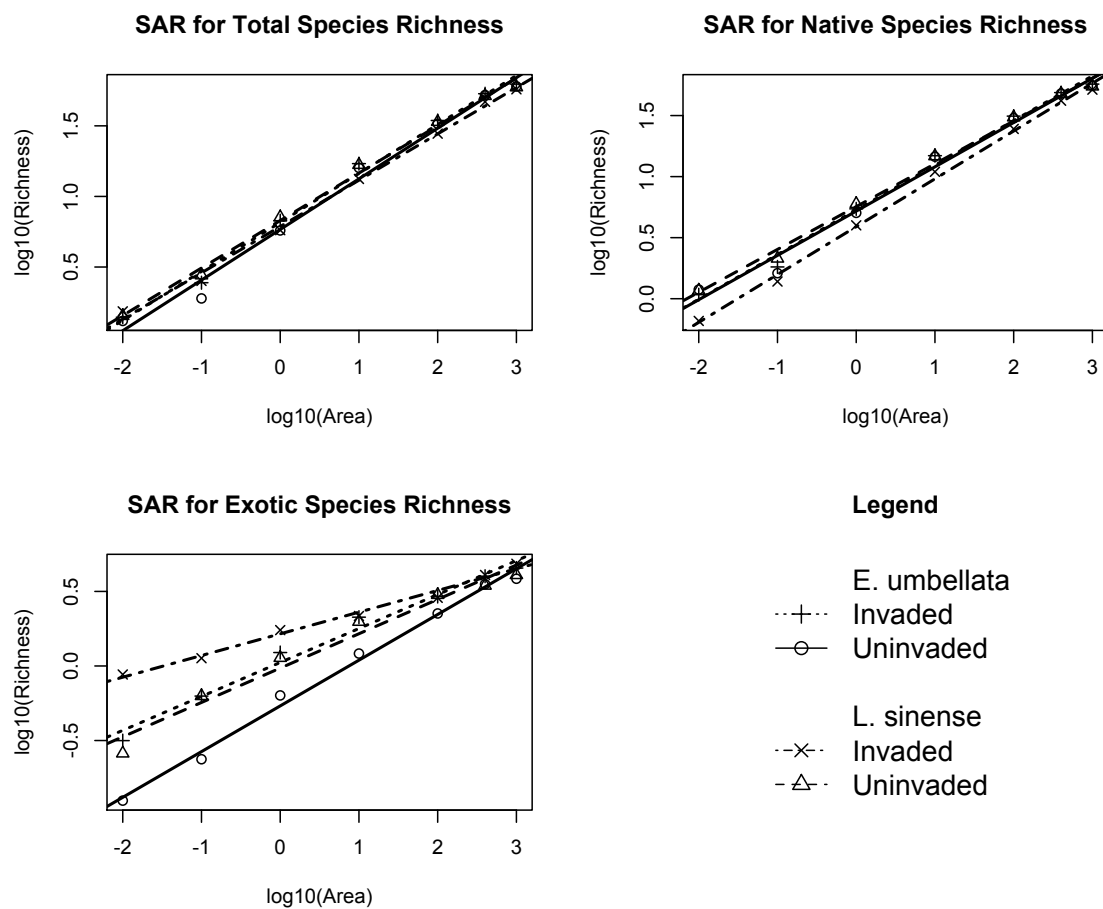 SAR for Total Species Richness
log10(Richness)
1.5
1.0
0.5
-2 -1 0 1 2 3
log10(Area)
SAR for Native Species Richness
log10(Richness)
1.5
1.0
0.5
0.0
-2 -1 0 1 2 3
log10(Area)
SAR for Exotic Species Richness
log10(Richness)
0.5
0.0
-0.5
-2 -1 0 1 2 3
log10(Area)
Legend
E. umbellata
Invaded
Uninvaded
L. sinense
Invaded
Uninvaded